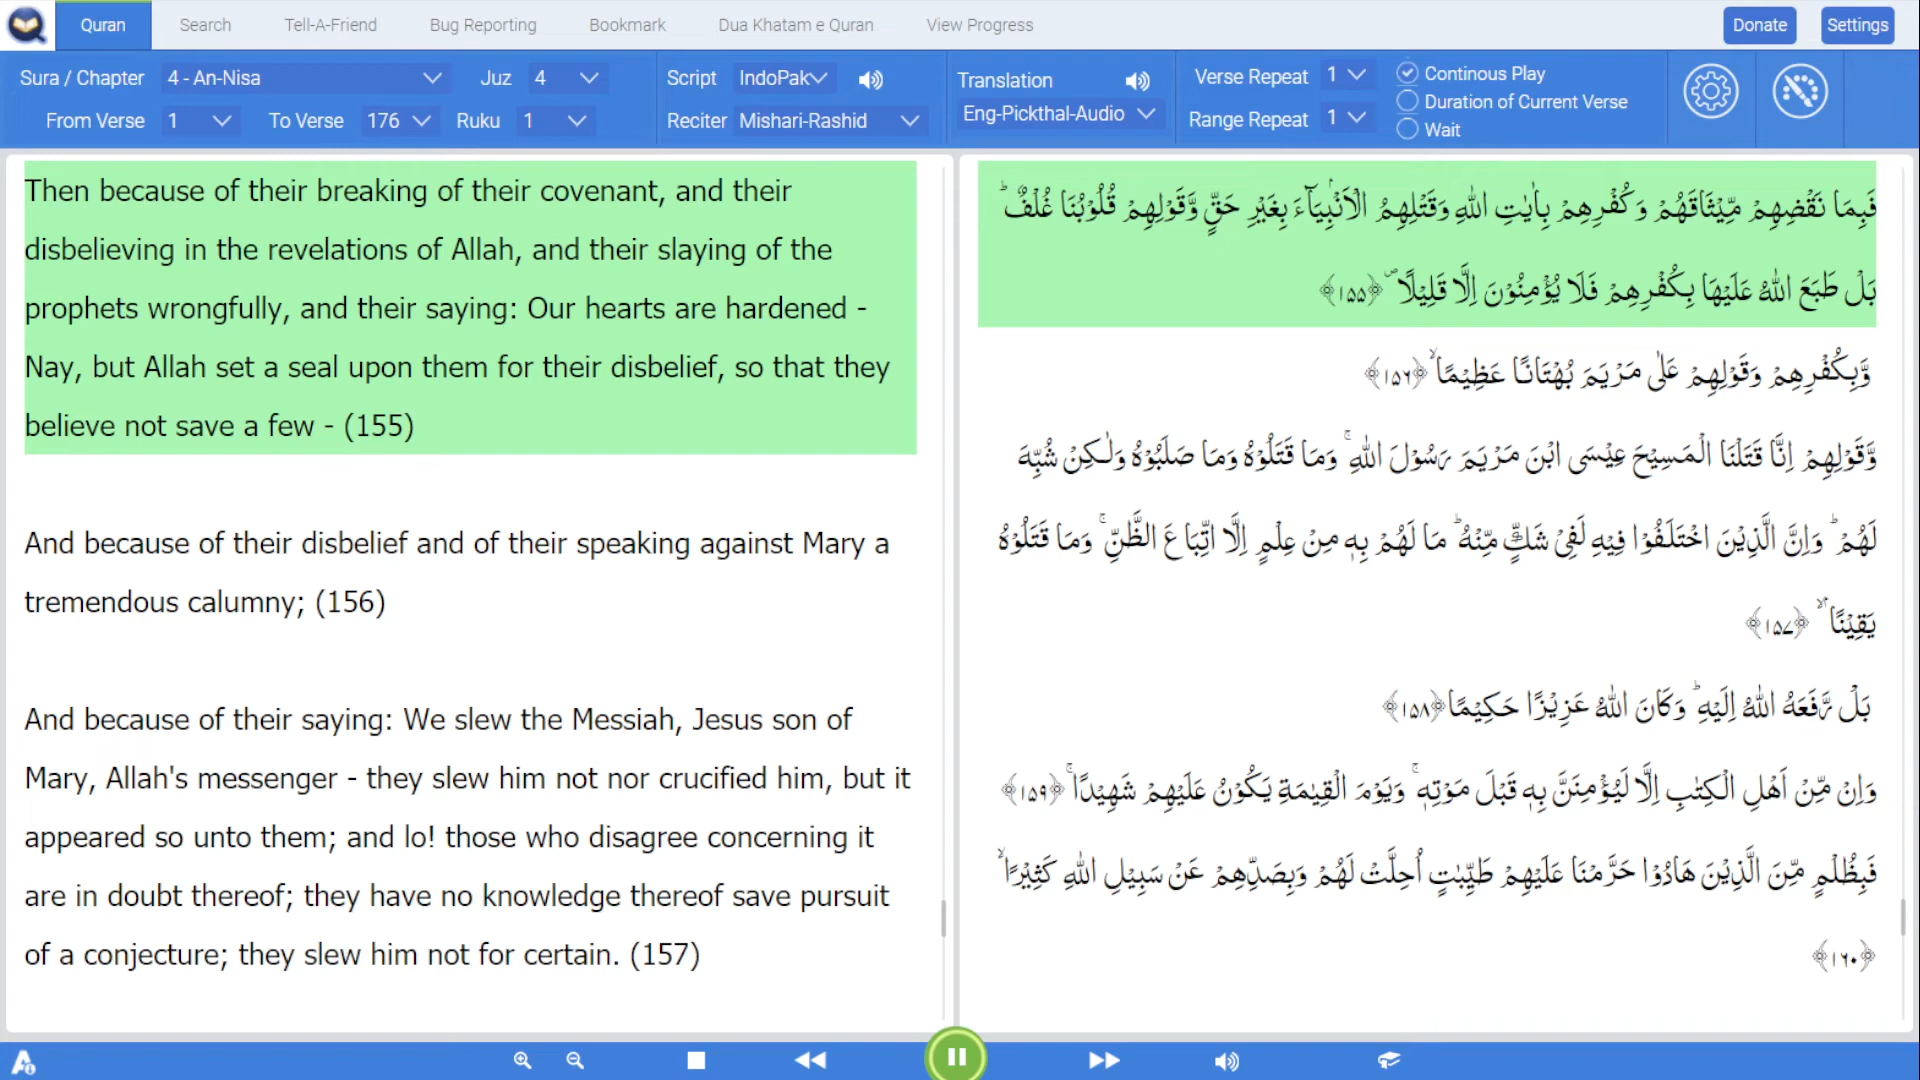 Quran Search Tell-A-Friend Bug Reporting Bookmark Dua Khatam e Quran View Progress Donate Settings
Sura / Chapter 4 - An-Nisa Juz 4 Script IndoPak Translation Verse Repeat 1 Continous Play
Duration of Current Verse
From Verse 1 To Verse 176 Ruku 1 Reciter Mishari-Rashid Eng-Pickthal-Audio Range Repeat 1 Wait
Then because of their breaking of their covenant, and their
disbelieving in the revelations of Allah, and their slaying of the
prophets wrongfully, and their saying: Our hearts are hardened -
Nay, but Allah set a seal upon them for their disbelief, so that they
believe not save a few - (155)
And because of their disbelief and of their speaking against Mary a
tremendous calumny; (156)
And because of their saying: We slew the Messiah, Jesus son of
Mary, Allah's messenger - they slew him not nor crucified him, but it
appeared so unto them; and lo! those who disagree concerning it
are in doubt thereof; they have no knowledge thereof save pursuit
of a conjecture; they slew him not for certain. (157)
فَبِمَا نَقۡضِهِمۡ مِّيۡثَاقَهُمۡ وَكُفۡرِهِمۡ بِاٰيٰتِ اللّٰهِ وَقَتۡلِهِمُ الۡاَنۡۢبِيَآءَ بِغَيۡرِ حَقٍّ وَّقَوۡلِهِمۡ قُلُوۡبُنَا غُلۡفٌ ؕ
بَلۡ طَبَعَ اللّٰهُ عَلَيۡهَا بِكُفۡرِهِمۡ فَلَا يُؤۡمِنُوۡنَ اِلَّا قَلِيۡلًا ۖ ﴿۱۵۵﴾
وَّبِكُفۡرِهِمۡ وَقَوۡلِهِمۡ عَلٰى مَرۡيَمَ بُهۡتَانًا عَظِيۡمًا ۙ ﴿۱۵۶﴾
وَّقَوۡلِهِمۡ اِنَّا قَتَلۡنَا الۡمَسِيۡحَ عِيۡسَى ابۡنَ مَرۡيَمَ رَسُوۡلَ اللّٰهِ ۚ وَمَا قَتَلُوۡهُ وَمَا صَلَبُوۡهُ وَلٰـكِنۡ شُبِّهَ
لَهُمۡ ؕ وَاِنَّ الَّذِيۡنَ اخۡتَلَفُوۡا فِيۡهِ لَفِىۡ شَكٍّ مِّنۡهُ ؕ مَا لَهُمۡ بِهٖ مِنۡ عِلۡمٍ اِلَّا اتِّبَاعَ الظَّنِّ ۚ وَمَا قَتَلُوۡهُ
يَقِيۡنًا ۢ ۙ ﴿۱۵۷﴾
بَلۡ رَّفَعَهُ اللّٰهُ اِلَيۡهِ ؕ وَكَانَ اللّٰهُ عَزِيۡزًا حَكِيۡمًا ﴿۱۵۸﴾
وَاِنۡ مِّنۡ اَهۡلِ الۡكِتٰبِ اِلَّا لَيُؤۡمِنَنَّ بِهٖ قَبۡلَ مَوۡتِهٖ ۚ وَيَوۡمَ الۡقِيٰمَةِ يَكُوۡنُ عَلَيۡهِمۡ شَهِيۡدًا ۚ ﴿۱۵۹﴾
فَبِظُلۡمٍ مِّنَ الَّذِيۡنَ هَادُوۡا حَرَّمۡنَا عَلَيۡهِمۡ طَيِّبٰتٍ اُحِلَّتۡ لَهُمۡ وَبِصَدِّهِمۡ عَنۡ سَبِيۡلِ اللّٰهِ كَثِيۡرًا ۙ
﴿۱۶۰﴾